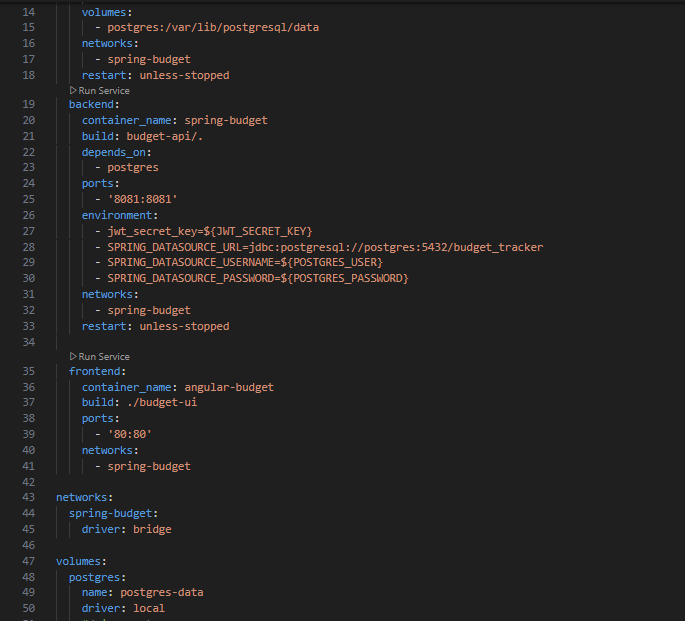 14 volumes:
15 - postgres:/var/lib/postgresql/data
16 networks:
17 - spring-budget
18 restart: unless-stopped
Run Service
19 backend:
20 container_name: spring-budget
21 build: budget-api/.
22 depends_on:
23 - postgres
24 ports:
25 - '8081:8081'
26 environment:
27 - jwt_secret_key=${JWT_SECRET_KEY}
28 - SPRING_DATASOURCE_URL=jdbc:postgresql://postgres:5432/budget_tracker
29 - SPRING_DATASOURCE_USERNAME=${POSTGRES_USER}
30 - SPRING_DATASOURCE_PASSWORD=${POSTGRES_PASSWORD}
31 networks:
32 - spring-budget
33 restart: unless-stopped
34
Run Service
35 frontend:
36 container_name: angular-budget
37 build: ./budget-ui
38 ports:
39 - '80:80'
40 networks:
41 - spring-budget
42
43 networks:
44 spring-budget:
45 driver: bridge
46
47 volumes:
48 postgres:
49 name: postgres-data
50 driver: local